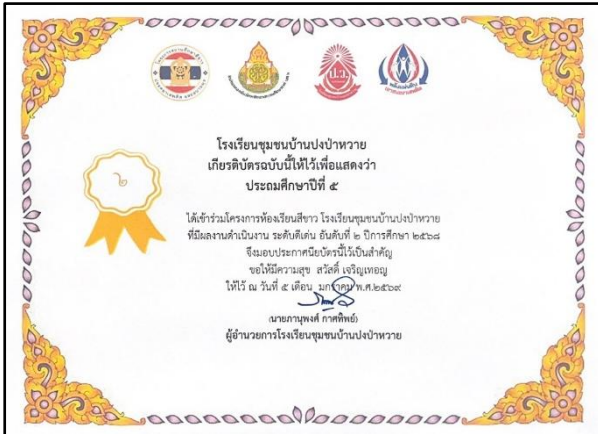 ป.ว.
โรงเรียนชุมชนบ้านปงป่าหวาย
เกียรติบัตรฉบับนี้ให้ไว้เพื่อแสดงว่า
ประถมศึกษาปีที่ ๕
๒
ได้เข้าร่วมโครงการห้องเรียนสีขาว โรงเรียนชุมชนบ้านปงป่าหวาย
ที่มีผลงานดำเนินงาน ระดับดีเด่น อันดับที่ ๒ ปีการศึกษา ๒๕๖๘
จึงมอบประกาศนียบัตรนี้ไว้เป็นสำคัญ
ขอให้มีความสุข สวัสดิ์ เจริญเทอญ
ให้ไว้ ณ วันที่ ๕ เดือน มกราคม พ.ศ.๒๕๖๙
(นายภานุพงศ์ กาศทิพย์)
ผู้อำนวยการโรงเรียนชุมชนบ้านปงป่าหวาย